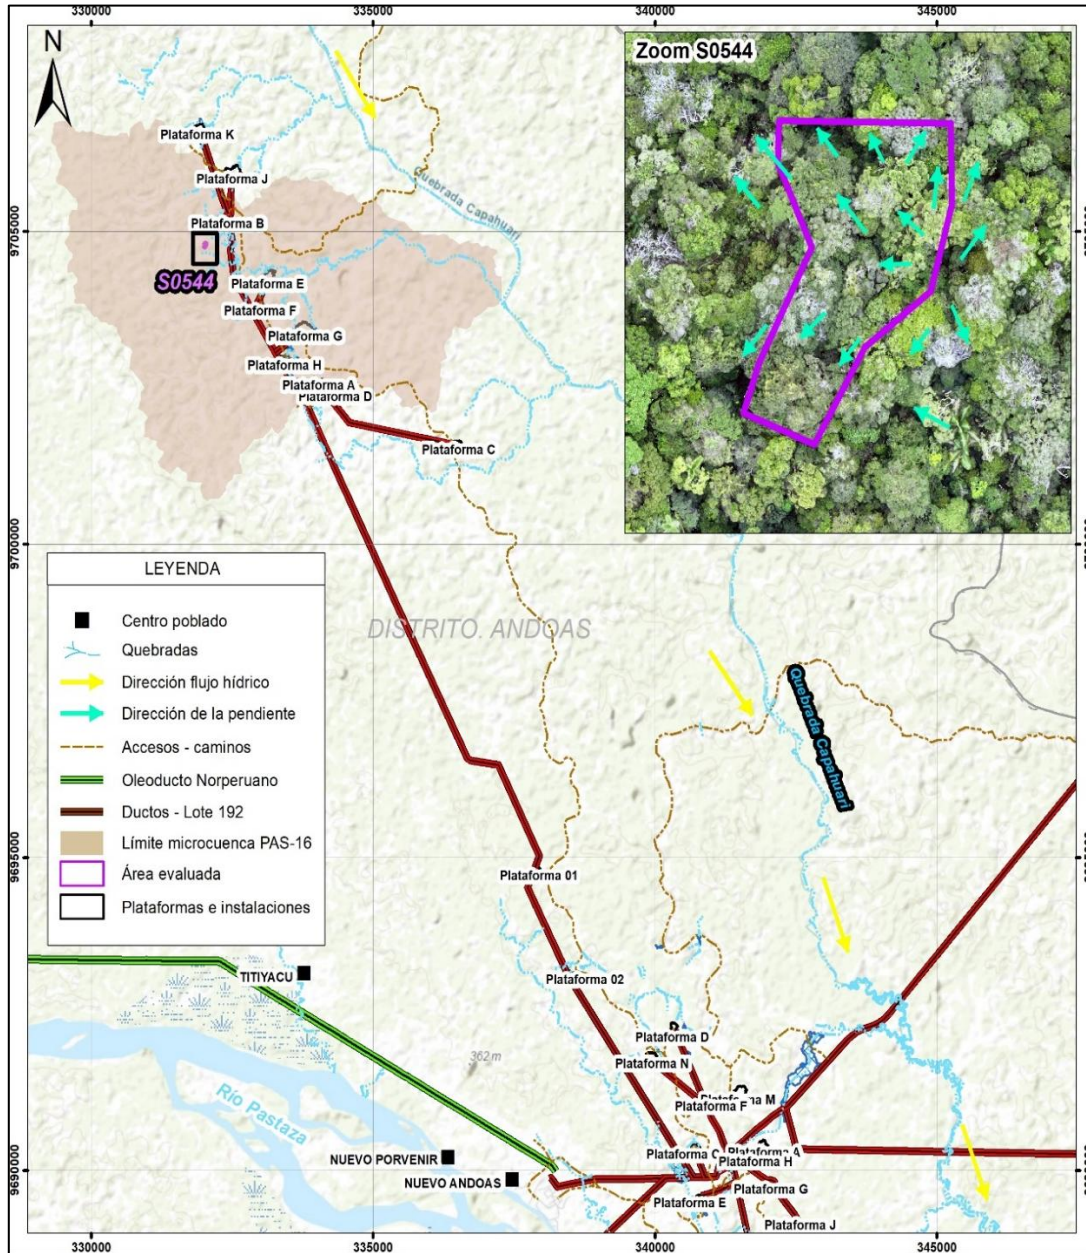 330000
335000
340000
345000
N
Zoom S0544
Plataforma K
Plataforma J
Quebrada Capahuari
Plataforma B
9705000
S0544
Plataforma E
Plataforma F
Plataforma G
Plataforma H
Plataforma A
Plataforma D
Plataforma C
9700000
LEYENDA
Centro poblado
Quebradas
Dirección flujo hídrico
Dirección de la pendiente
Accesos - caminos
Oleoducto Norperuano
Ductos - Lote 192
Límite microcuenca PAS-16
Área evaluada
Plataformas e instalaciones
DISTRITO. ANDOAS
Quebrada Capahuari
9695000
Plataforma 01
Plataforma 02
TITIYACU
Plataforma D
362 m
Plataforma N
Plataforma F
Río Pastaza
NUEVO PORVENIR
NUEVO ANDOAS
9690000
Plataforma A
Plataforma H
Plataforma G
Plataforma E
Plataforma J
330000
335000
340000
345000